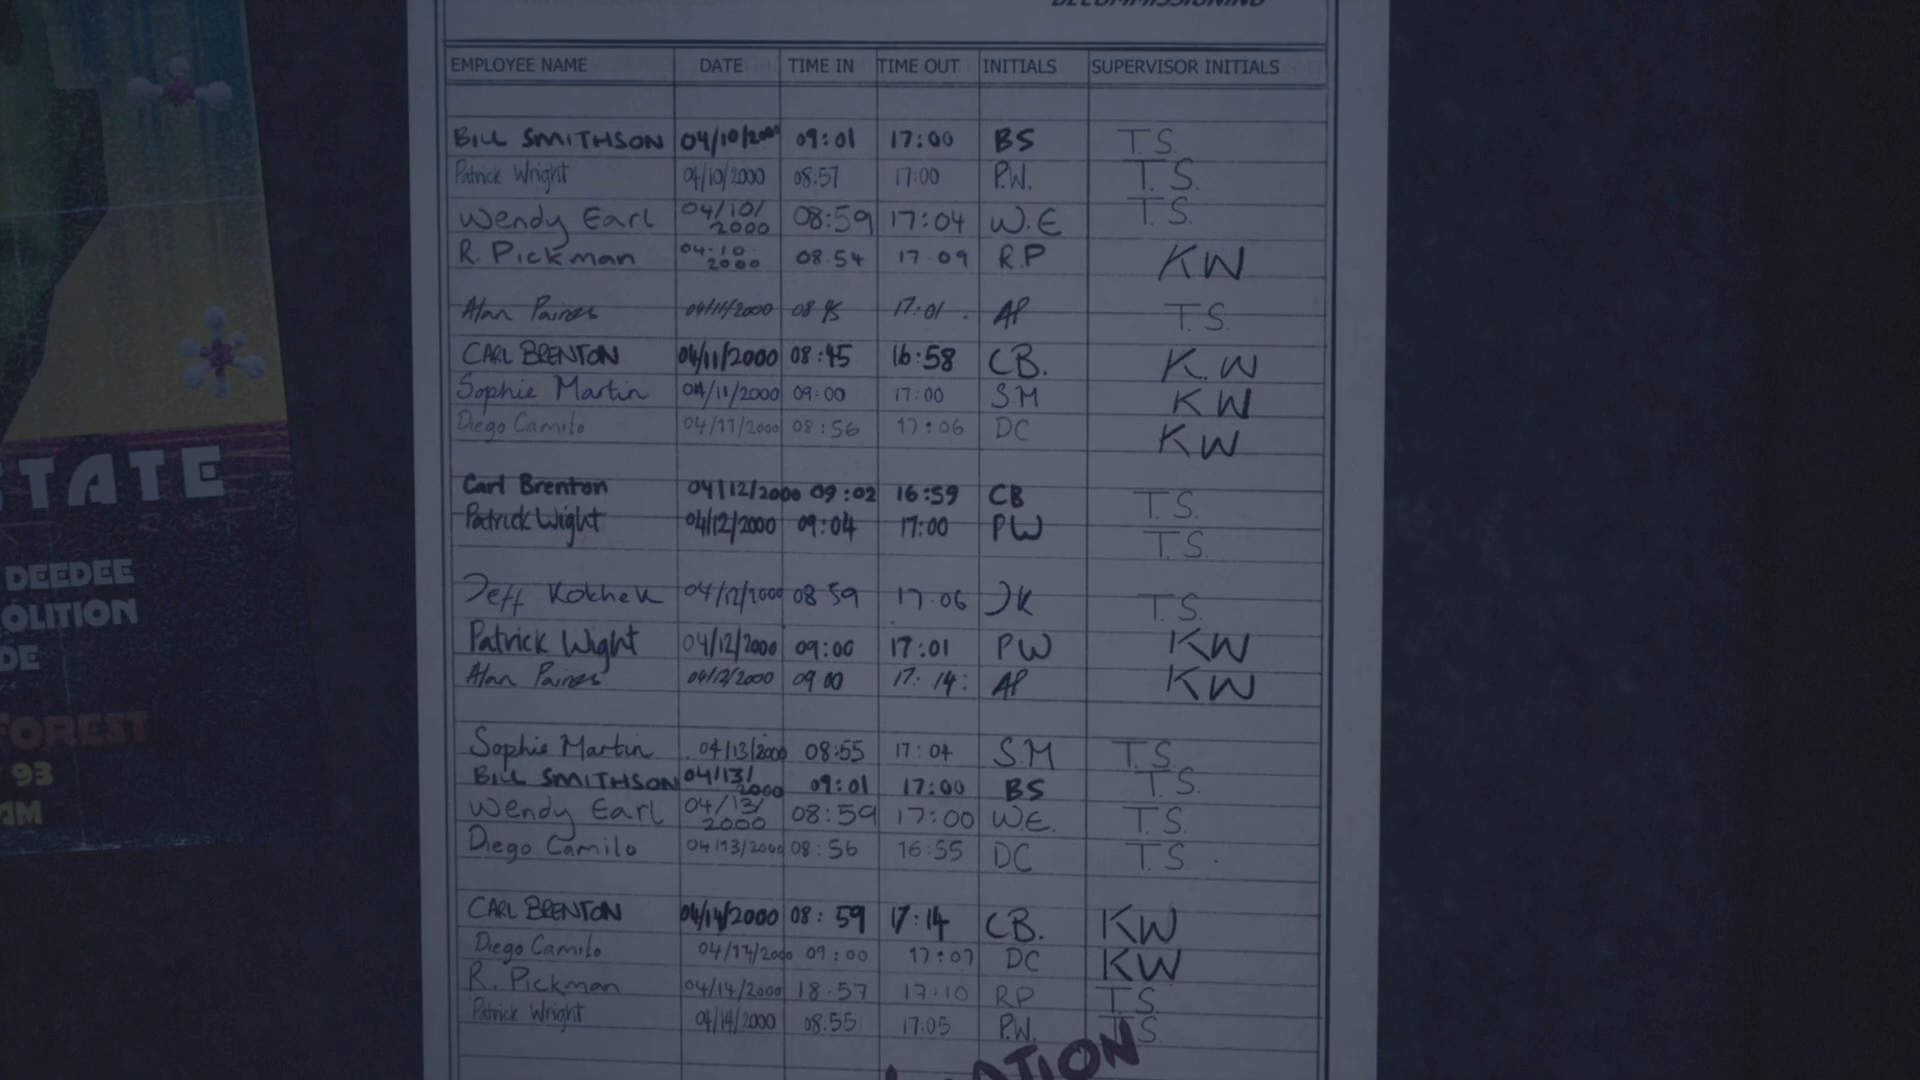 DECOMMISSIONING
EMPLOYEE NAME DATE TIME IN TIME OUT INITIALS SUPERVISOR INITIALS
BILL SMITHSON 04/10/2000 09:01 17:00 BS T.S.
Patrick Wright 04/10/2000 08:57 17:00 P.W. T.S.
Wendy Earl 04/10/2000 08:59 17:04 W.E T.S.
R. Pickman 04.10.2000 08.54 17 09 R.P KW
Alan 04/11/2000 08 45 17.01 AP T.S.
CARL BRENTON 04/11/2000 08:45 16:58 CB. K.W
Sophie Martin 04/11/2000 09:00 17:00 S.M KW
Diego Camilo 04/11/2000 08:56 17:06 DC KW
Carl Brenton 04/12/2000 09:02 16:59 CB T.S.
Patrick Wight 04/12/2000 09:04 17:00 PW T.S.
Jeff 04/12/2000 08 59 17.06 JK T.S.
Patrick Wight 04/12/2000 09:00 17:01 PW KW
Alan 04/12/2000 09.00 17:14: AP KW
Sophie Martin 04/13/2000 08:55 17:04 S.M T.S.
BILL SMITHSON 04/13/2000 09:01 17:00 BS T.S.
Wendy Earl 04/13/2000 08:59 17:00 W.E. T.S.
Diego Camilo 04/13/2000 08:56 16:55 DC T.S.
CARL BRENTON 04/14/2000 08:59 17:14 CB. KW
Diego Camilo 04/14/2000 09:00 17:07 DC KW
R. Pickman 04/14/2000 18:57 17:10 RP T.S.
Patrick Wright 04/14/2000 08:55 17:05 P.W. T.S.
STATE
DEEDEE
OLITION
DE
FOREST
93
AM
ATION